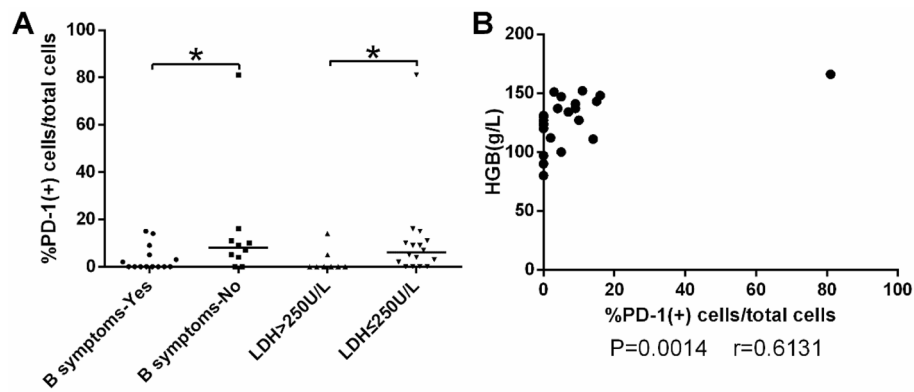 A
%PD-1(+) cells/total cells
100
80
60
40
20
0
*
*
B symptoms-Yes
B symptoms-No
LDH>250U/L
LDH≤250U/L
B
HGB(g/L)
200
150
100
50
0
0
20
40
60
80
100
%PD-1(+) cells/total cells
P=0.0014 r=0.6131